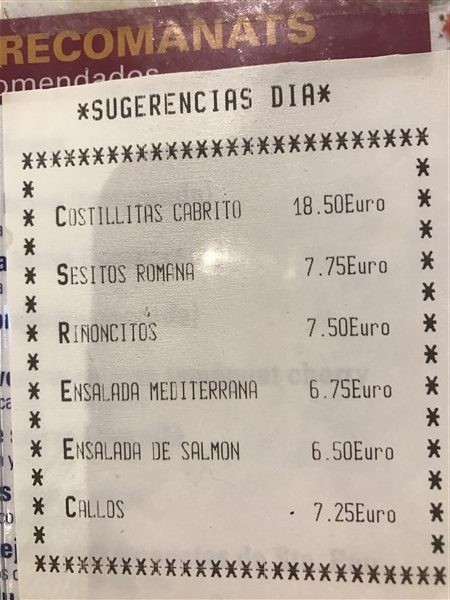 RECOMANATS
omendados
*SUGERENCIAS DIA*
COSTILLITAS CABRITO 18.50Euro
SESITOS ROMANA 7.75Euro
RIÑONCITOS 7.50Euro
ENSALADA MEDITERRANA 6.75Euro
ENSALADA DE SALMON 6.50Euro
CALLOS 7.25Euro